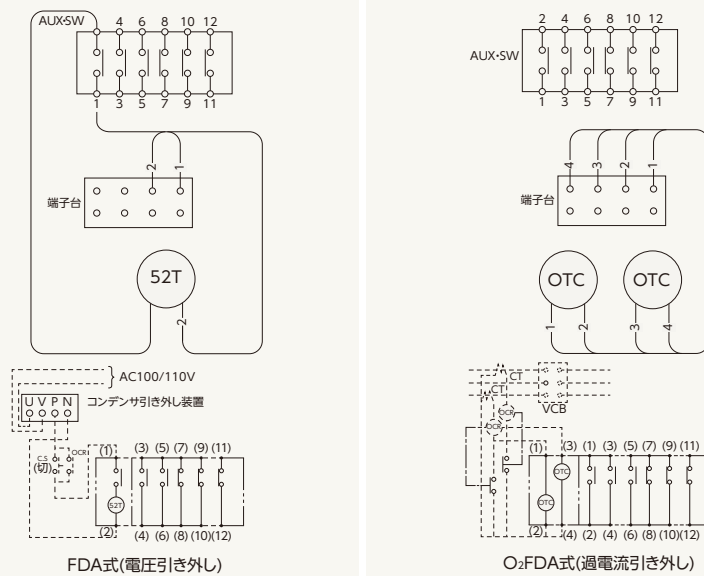 AUX・SW
4 6 8 10 12
1 3 5 7 9 11
2 1
端子台
52T
2
AC100/110V
U V P N
コンデンサ引き外し装置
C.S
(切)
OCR
(1) (3) (5) (7) (9) (11)
52T
(2) (4) (6) (8) (10) (12)
FDA式(電圧引き外し)
2 4 6 8 10 12
AUX・SW
1 3 5 7 9 11
4 3 2 1
端子台
OTC OTC
1 2 3 4
CT
CT
VCB
OCR
OCR
(1) (3) (1) (3) (5) (7) (9) (11)
OTC
OTC
(2) (4) (2) (4) (6) (8) (10) (12)
O₂FDA式(過電流引き外し)